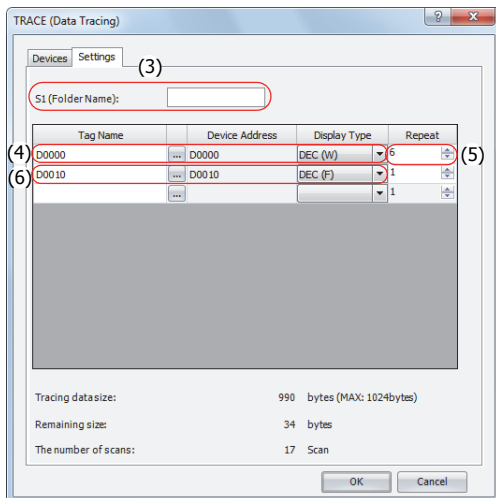 TRACE (Data Tracing)
? X
Devices Settings
(3)
S1 (Folder Name):
Tag Name Device Address Display Type Repeat
(4) D0000 ... D0000 DEC (W) 6 (5)
(6) D0010 ... D0010 DEC (F) 1
... 1
Tracing data size: 990 bytes (MAX: 1024bytes)
Remaining size: 34 bytes
The number of scans: 17 Scan
OK Cancel